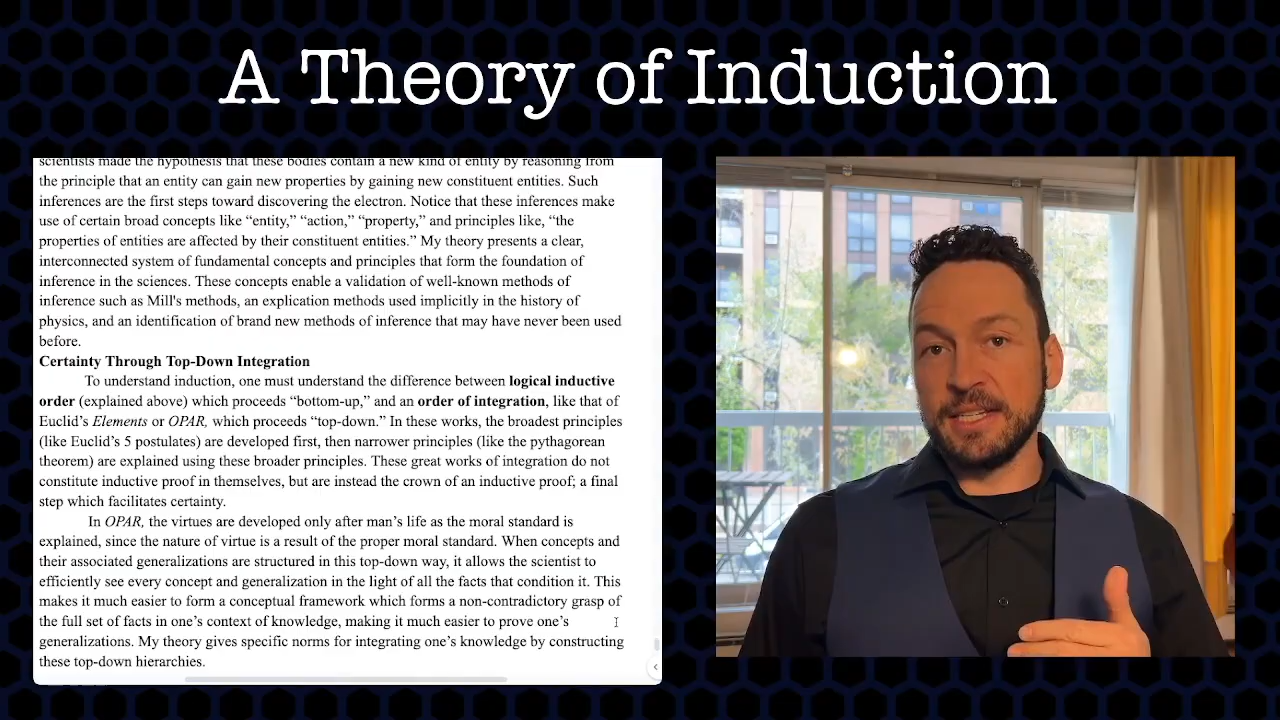 A Theory of Induction
scientists made the hypothesis that these bodies contain a new kind of entity by reasoning from
the principle that an entity can gain new properties by gaining new constituent entities. Such
inferences are the first steps toward discovering the electron. Notice that these inferences make
use of certain broad concepts like “entity,” “action,” “property,” and principles like, “the
properties of entities are affected by their constituent entities.” My theory presents a clear,
interconnected system of fundamental concepts and principles that form the foundation of
inference in the sciences. These concepts enable a validation of well-known methods of
inference such as Mill's methods, an explication methods used implicitly in the history of
physics, and an identification of brand new methods of inference that may have never been used
before.
Certainty Through Top-Down Integration
To understand induction, one must understand the difference between logical inductive
order (explained above) which proceeds “bottom-up,” and an order of integration, like that of
Euclid’s Elements or OPAR, which proceeds “top-down.” In these works, the broadest principles
(like Euclid’s 5 postulates) are developed first, then narrower principles (like the pythagorean
theorem) are explained using these broader principles. These great works of integration do not
constitute inductive proof in themselves, but are instead the crown of an inductive proof; a final
step which facilitates certainty.
In OPAR, the virtues are developed only after man’s life as the moral standard is
explained, since the nature of virtue is a result of the proper moral standard. When concepts and
their associated generalizations are structured in this top-down way, it allows the scientist to
efficiently see every concept and generalization in the light of all the facts that condition it. This
makes it much easier to form a conceptual framework which forms a non-contradictory grasp of
the full set of facts in one’s context of knowledge, making it much easier to prove one’s
generalizations. My theory gives specific norms for integrating one’s knowledge by constructing
these top-down hierarchies.